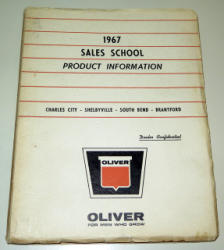 1967
SALES SCHOOL
PRODUCT INFORMATION
CHARLES CITY - SHELBYVILLE - SOUTH BEND - BRANTFORD
Dealer Confidential
OLIVER
OLIVER
FOR MEN WHO GROW